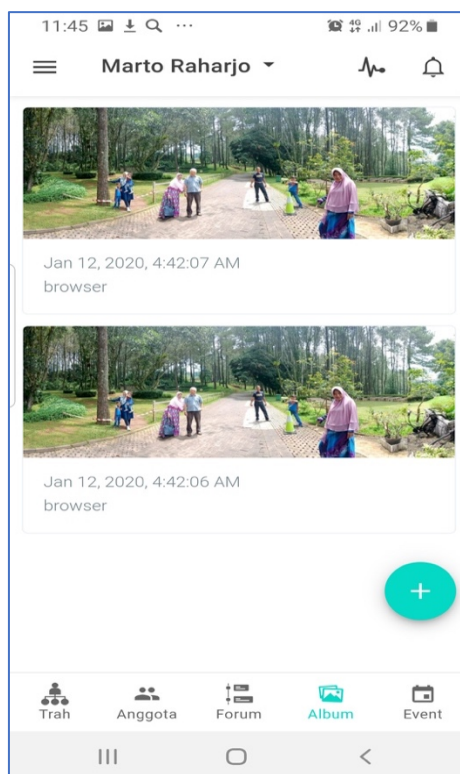 11:45 92%
Marto Raharjo
Jan 12, 2020, 4:42:07 AM
browser
Jan 12, 2020, 4:42:06 AM
browser
+
Trah Anggota Forum Album Event